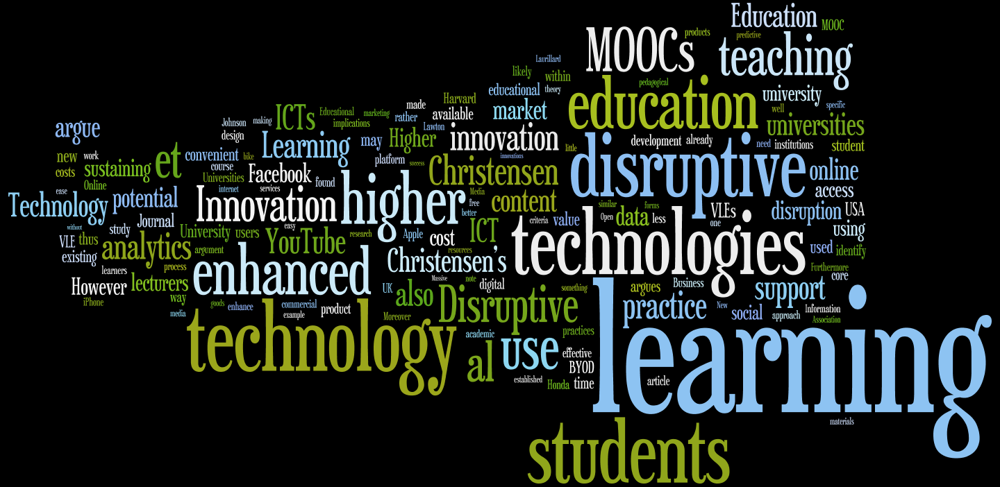 Education
MOOC
MOOCs
products
predictive
teaching
Laurillard
likely
within
education
pedagogical
university
educational
theory
well
specific
Harvard
made
available
market
universities
ICTs
Educational
marketing
implications
rather
Lawton
Johnson
making
design
argue
Learning
may
Higher
innovation
little
disruptive
development
already
need
institutions
student
new
work
et
convenient
bike
platform
success
Christensen
innovations
online
costs
sustaining
course
Universities
Facebook
found
higher
Media
access
Online
ease
internet
services
Technology
potential
Innovation
free
better
content
similar
forms
VLEs
disruption
USA
Journal
technologies
criteria
value
Open
data
less
one
without
study
University
users
easy
YouTube
research
Apple
cost
ICT
using
VLE
thus
analytics
argument
resources
used
identify
existing
enhanced
Christensen's
Furthermore
learners
process
core
However
lecturers
UK
Massive
note
digital
something
argues
Business
support
iPhone
way
also
Disruptive
learning
practice
New
social
Information
goods
enhance
commercial
product
media
example
Moreover
approach
Association
technology
academic
practices
al
use
effective
BYOD
established
Honda
time
article
materials
students